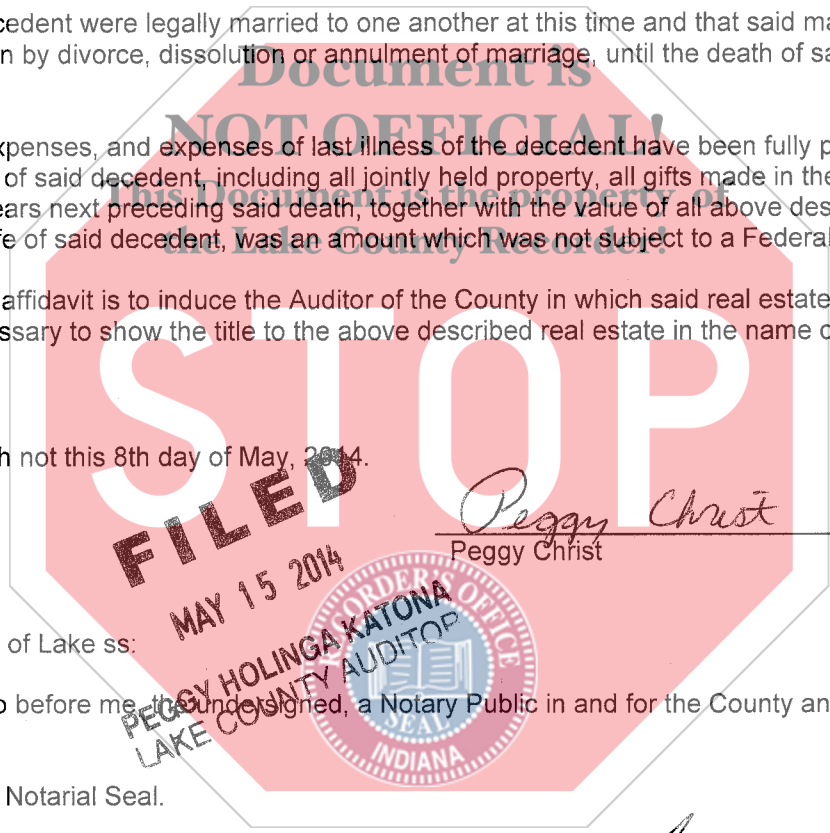 cedent were legally married to one another at this time and that said ma
n by divorce, dissolution or annulment of marriage, until the death of sa
Document is
NOT OFFICIAL!
xpenses, and expenses of last illness of the decedent have been fully p
of said decedent, including all jointly held property, all gifts made in the
This Document is the property of
ears next preceding said death, together with the value of all above des
fe of said decedent, was an amount which was not subject to a Federal
the Lake County Recorder!
affidavit is to induce the Auditor of the County in which said real estate
ssary to show the title to the above described real estate in the name o
STOP
h not this 8th day of May, 2014.
FILED
MAY 15 2014
PEGGY HOLINGA KATONA
LAKE COUNTY AUDITOR
Peggy Christ
Peggy Christ
RECORDER'S OFFICE
SEAL
INDIANA
of Lake ss:
o before me, the undersigned, a Notary Public in and for the County an
Notarial Seal.